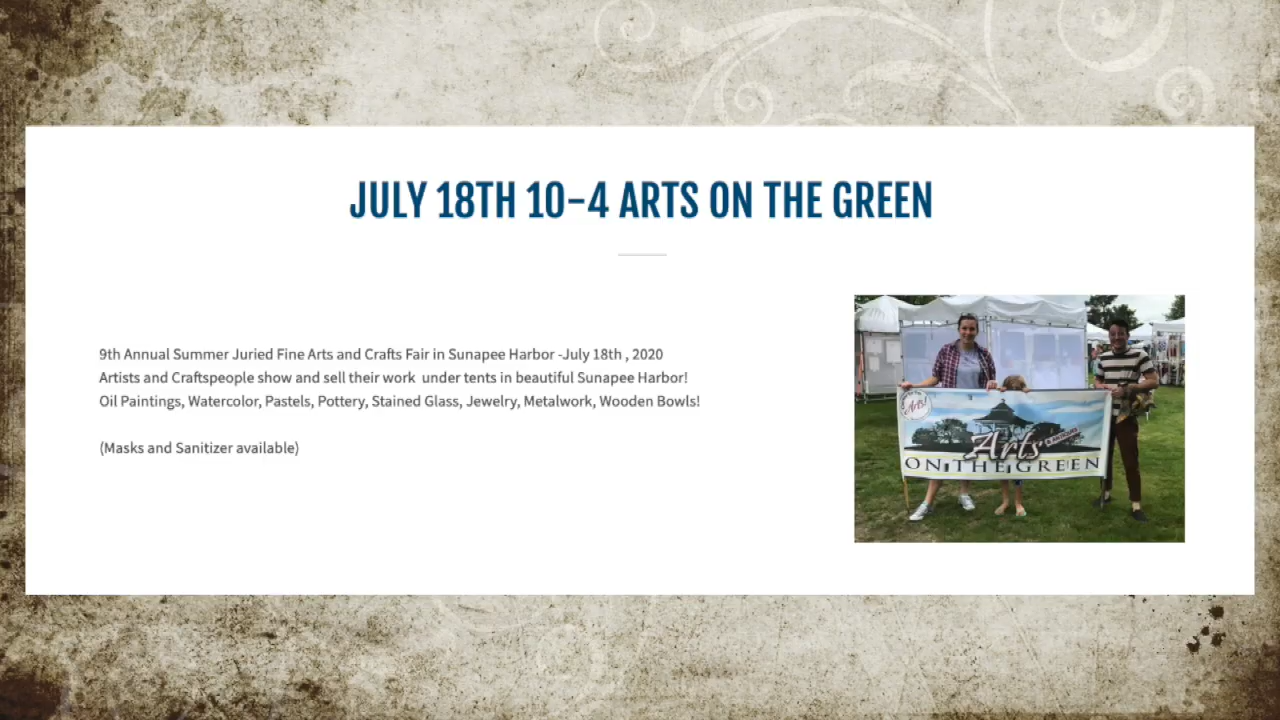 JULY 18TH 10-4 ARTS ON THE GREEN
9th Annual Summer Juried Fine Arts and Crafts Fair in Sunapee Harbor -July 18th , 2020
Artists and Craftspeople show and sell their work under tents in beautiful Sunapee Harbor!
Oil Paintings, Watercolor, Pastels, Pottery, Stained Glass, Jewelry, Metalwork, Wooden Bowls!
(Masks and Sanitizer available)
Arts!
Arts
ON THE GREEN